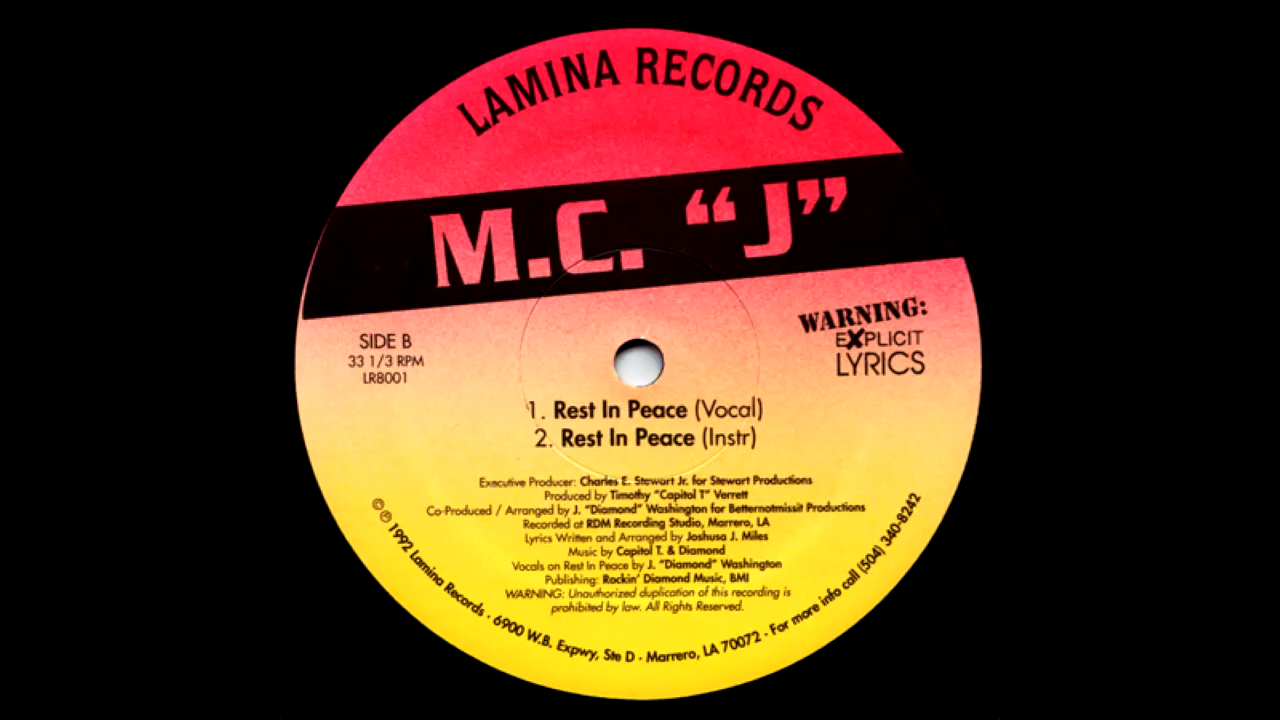 LAMINA RECORDS
M.C. “J”
SIDE B
33 1/3 RPM
LR8001
WARNING:
EXPLICIT
LYRICS
1. Rest In Peace (Vocal)
2. Rest In Peace (Instr)
Executive Producer: Charles E. Stewart Jr. for Stewart Productions
Produced by Timothy "Capitol T" Verrett
Co-Produced / Arranged by J. "Diamond" Washington for Betternotmissit Productions
Recorded at RDM Recording Studio, Marrero, LA
Lyrics Written and Arranged by Joshusa J. Miles
Music by Capitol T. & Diamond
Vocals on Rest In Peace by J. "Diamond" Washington
Publishing: Rockin' Diamond Music, BMI
WARNING: Unauthorized duplication of this recording is
prohibited by law. All Rights Reserved.
© ℗ 1992 Lamina Records · 6900 W.B. Expwy, Ste D · Marrero, LA 70072 · For more info call (504) 340-8242